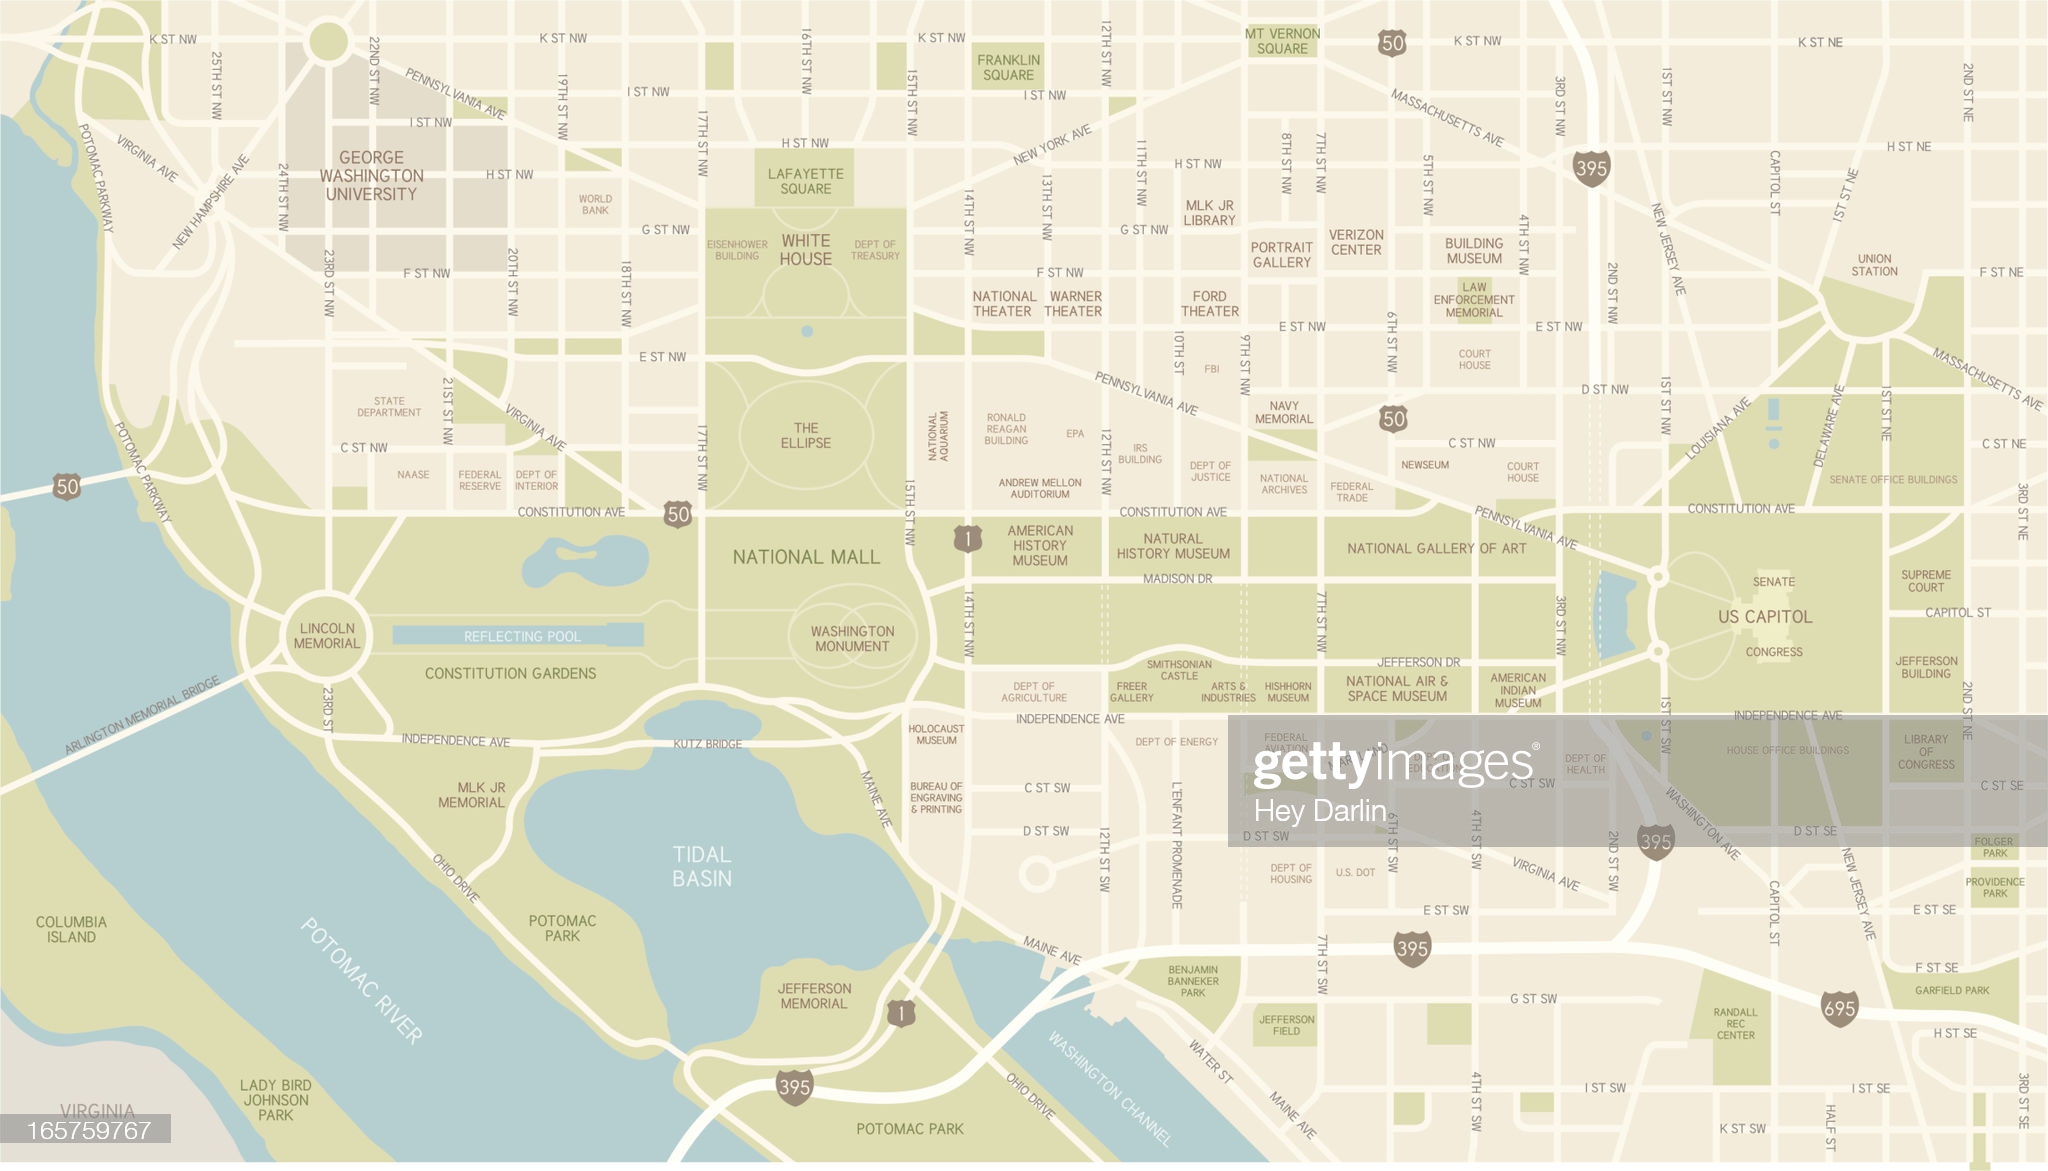 K ST NW
K ST NW
K ST NW
K ST NW
K ST NE
MT VERNON
SQUARE
50
25TH ST NW
22ND ST NW
PENNSYLVANIA AVE
19TH ST NW
16TH ST NW
15TH ST NW
FRANKLIN
SQUARE
12TH ST NW
3RD ST NW
1ST ST NW
2ND ST NE
I ST NW
I ST NW
I ST NW
MASSACHUSETTS AVE
POTOMAC PARKWAY
VIRGINIA AVE
NEW HAMPSHIRE AVE
24TH ST NW
GEORGE
WASHINGTON
UNIVERSITY
H ST NW
17TH ST NW
H ST NW
LAFAYETTE
SQUARE
NEW YORK AVE
11TH ST NW
H ST NW
8TH ST NW
7TH ST NW
5TH ST NW
395
CAPITOL ST
1ST ST NE
H ST NE
WORLD
BANK
G ST NW
EISENHOWER
BUILDING
WHITE
HOUSE
DEPT OF
TREASURY
14TH ST NW
13TH ST NW
G ST NW
MLK JR
LIBRARY
PORTRAIT
GALLERY
VERIZON
CENTER
BUILDING
MUSEUM
4TH ST NW
2ND ST NW
NEW JERSEY AVE
UNION
STATION
F ST NE
23RD ST NW
F ST NW
20TH ST NW
18TH ST NW
F ST NW
NATIONAL
THEATER
WARNER
THEATER
FORD
THEATER
LAW
ENFORCEMENT
MEMORIAL
E ST NW
6TH ST NW
E ST NW
E ST NW
10TH ST
9TH ST NW
FBI
COURT
HOUSE
MASSACHUSETTS AVE
STATE
DEPARTMENT
21ST ST NW
VIRGINIA AVE
PENNSYLVANIA AVE
D ST NW
1ST ST NW
LOUISIANA AVE
DELAWARE AVE
1ST ST NE
THE
ELLIPSE
NATIONAL
AQUARIUM
RONALD
REAGAN
BUILDING
EPA
12TH ST NW
NAVY
MEMORIAL
50
C ST NW
C ST NE
POTOMAC PARKWAY
C ST NW
17TH ST NW
IRS
BUILDING
DEPT OF
JUSTICE
NEWSEUM
COURT
HOUSE
NAASE
FEDERAL
RESERVE
DEPT OF
INTERIOR
ANDREW MELLON
AUDITORIUM
NATIONAL
ARCHIVES
FEDERAL
TRADE
SENATE OFFICE BUILDINGS
50
CONSTITUTION AVE
50
15TH ST NW
CONSTITUTION AVE
PENNSYLVANIA AVE
CONSTITUTION AVE
3RD ST NE
NATIONAL MALL
1
AMERICAN
HISTORY
MUSEUM
NATURAL
HISTORY MUSEUM
NATIONAL GALLERY OF ART
MADISON DR
SENATE
SUPREME
COURT
LINCOLN
MEMORIAL
REFLECTING POOL
WASHINGTON
MONUMENT
14TH ST NW
7TH ST NW
3RD ST NW
US CAPITOL
CAPITOL ST
CONSTITUTION GARDENS
CONGRESS
SMITHSONIAN
CASTLE
JEFFERSON DR
JEFFERSON
BUILDING
ARLINGTON MEMORIAL BRIDGE
23RD ST
DEPT OF
AGRICULTURE
FREER
GALLERY
ARTS &
INDUSTRIES
HISHHORN
MUSEUM
NATIONAL AIR &
SPACE MUSEUM
AMERICAN
INDIAN
MUSEUM
1ST ST SW
2ND ST NE
INDEPENDENCE AVE
INDEPENDENCE AVE
INDEPENDENCE AVE
KUTZ BRIDGE
HOLOCAUST
MUSEUM
DEPT OF ENERGY
FEDERAL
AVIATION
gettyimages®
Hey Darlin
DEPT OF
HEALTH
HOUSE OFFICE BUILDINGS
LIBRARY
OF
CONGRESS
MLK JR
MEMORIAL
MAINE AVE
BUREAU OF
ENGRAVING
& PRINTING
C ST SW
C ST SW
C ST SE
L'ENFANT PROMENADE
WASHINGTON AVE
D ST SW
D ST SW
D ST SE
12TH ST SW
6TH ST SW
4TH ST SW
2ND ST SW
395
FOLGER
PARK
TIDAL
BASIN
OHIO DRIVE
DEPT OF
HOUSING
U.S. DOT
VIRGINIA AVE
NEW JERSEY AVE
PROVIDENCE
PARK
CAPITOL ST
E ST SW
E ST SE
COLUMBIA
ISLAND
POTOMAC RIVER
POTOMAC
PARK
MAINE AVE
395
7TH ST SW
BENJAMIN
BANNEKER
PARK
F ST SE
GARFIELD PARK
JEFFERSON
MEMORIAL
1
G ST SW
695
JEFFERSON
FIELD
RANDALL
REC
CENTER
H ST SE
WASHINGTON CHANNEL
WATER ST
395
OHIO DRIVE
LADY BIRD
JOHNSON
PARK
4TH ST SW
I ST SW
I ST SE
3RD ST SE
VIRGINIA
165759767
POTOMAC PARK
MAINE AVE
K ST SW
HALF ST